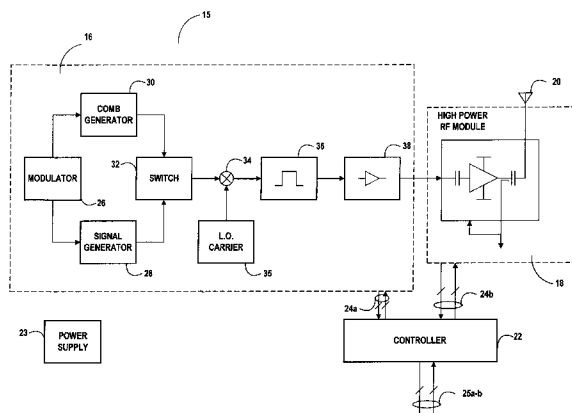 15
16
30
COMB
GENERATOR
20
HIGH POWER
RF MODULE
32
34
36
38
MODULATOR
SWITCH
26
SIGNAL
GENERATOR
L.O.
CARRIER
28
35
18
24a
24b
23
POWER
SUPPLY
CONTROLLER
22
25a-b